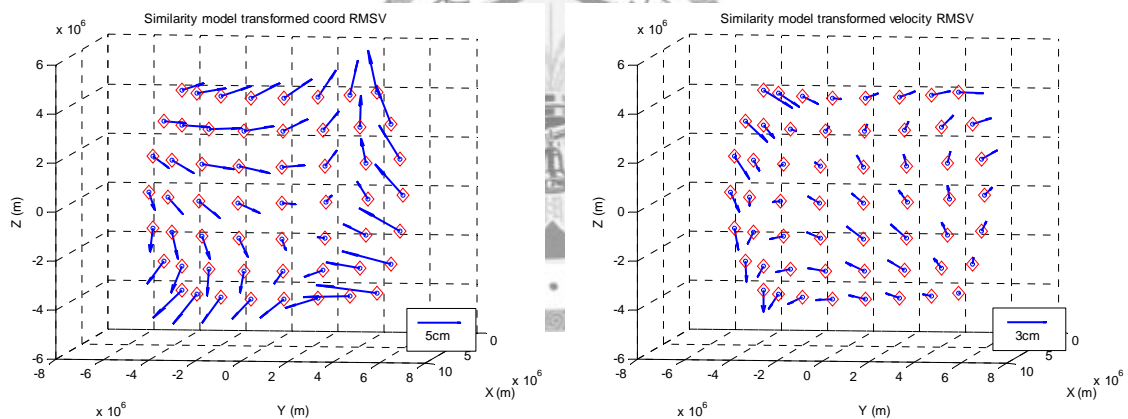 Similarity model transformed coord RMSV
x 10^6
6
4
2
0
-2
-4
-6
Z (m)
-8
-6
-4
-2
0
2
4
6
8
10
5
0
X (m)
x 10^6
x 10^6
Y (m)
5cm
Similarity model transformed velocity RMSV
x 10^6
6
4
2
0
-2
-4
-6
Z (m)
-8
-6
-4
-2
0
2
4
6
8
10
5
0
X (m)
x 10^6
x 10^6
Y (m)
3cm